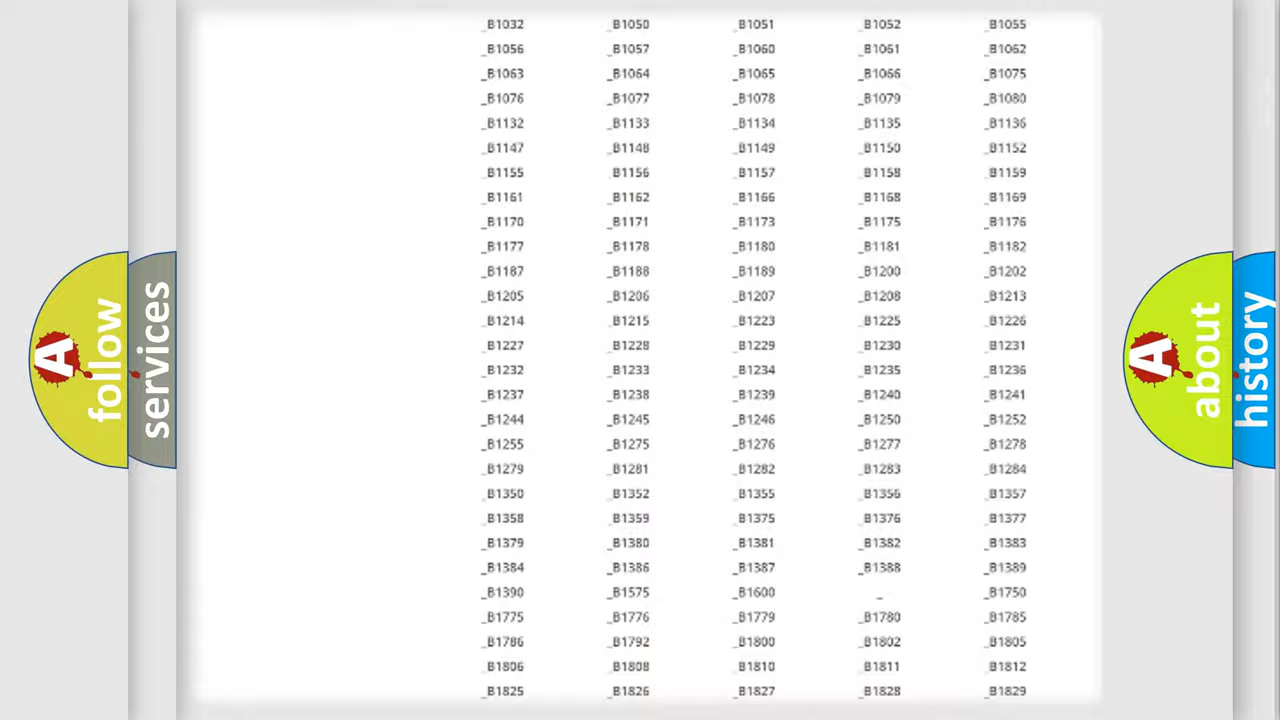 _B1032 _B1050 _B1051 _B1052 _B1055
_B1056 _B1057 _B1060 _B1061 _B1062
_B1063 _B1064 _B1065 _B1066 _B1075
_B1076 _B1077 _B1078 _B1079 _B1080
_B1132 _B1133 _B1134 _B1135 _B1136
_B1147 _B1148 _B1149 _B1150 _B1152
_B1155 _B1156 _B1157 _B1158 _B1159
_B1161 _B1162 _B1166 _B1168 _B1169
_B1170 _B1171 _B1173 _B1175 _B1176
_B1177 _B1178 _B1180 _B1181 _B1182
_B1187 _B1188 _B1189 _B1200 _B1202
_B1205 _B1206 _B1207 _B1208 _B1213
_B1214 _B1215 _B1223 _B1225 _B1226
_B1227 _B1228 _B1229 _B1230 _B1231
_B1232 _B1233 _B1234 _B1235 _B1236
_B1237 _B1238 _B1239 _B1240 _B1241
_B1244 _B1245 _B1246 _B1250 _B1252
_B1255 _B1275 _B1276 _B1277 _B1278
_B1279 _B1281 _B1282 _B1283 _B1284
_B1350 _B1352 _B1355 _B1356 _B1357
_B1358 _B1359 _B1375 _B1376 _B1377
_B1379 _B1380 _B1381 _B1382 _B1383
_B1384 _B1386 _B1387 _B1388 _B1389
_B1390 _B1575 _B1600 _ _B1750
_B1775 _B1776 _B1779 _B1780 _B1785
_B1786 _B1792 _B1800 _B1802 _B1805
_B1806 _B1808 _B1810 _B1811 _B1812
_B1825 _B1826 _B1827 _B1828 _B1829
A
follow
services
A
about
history